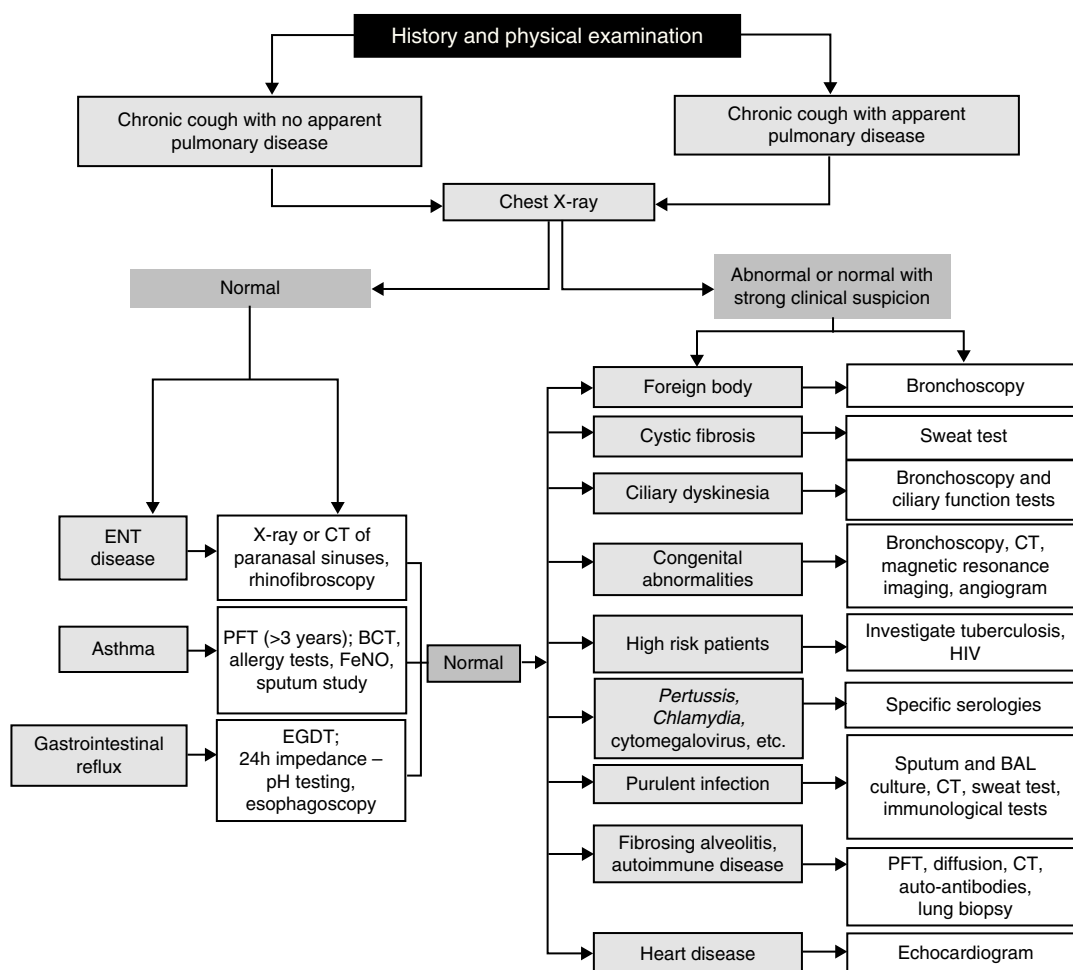 History and physical examination
Chronic cough with no apparent
pulmonary disease
Chronic cough with apparent
pulmonary disease
Chest X-ray
Normal
Abnormal or normal with
strong clinical suspicion
ENT
disease
X-ray or CT of
paranasal sinuses,
rhinofibroscopy
Asthma
PFT (>3 years); BCT,
allergy tests, FeNO,
sputum study
Gastrointestinal
reflux
EGDT;
24h impedance –
pH testing,
esophagoscopy
Normal
Foreign body
Bronchoscopy
Cystic fibrosis
Sweat test
Ciliary dyskinesia
Bronchoscopy and
ciliary function tests
Congenital
abnormalities
Bronchoscopy, CT,
magnetic resonance
imaging, angiogram
High risk patients
Investigate tuberculosis,
HIV
Pertussis,
Chlamydia,
cytomegalovirus, etc.
Specific serologies
Purulent infection
Sputum and BAL
culture, CT, sweat test,
immunological tests
Fibrosing alveolitis,
autoimmune disease
PFT, diffusion, CT,
auto-antibodies,
lung biopsy
Heart disease
Echocardiogram